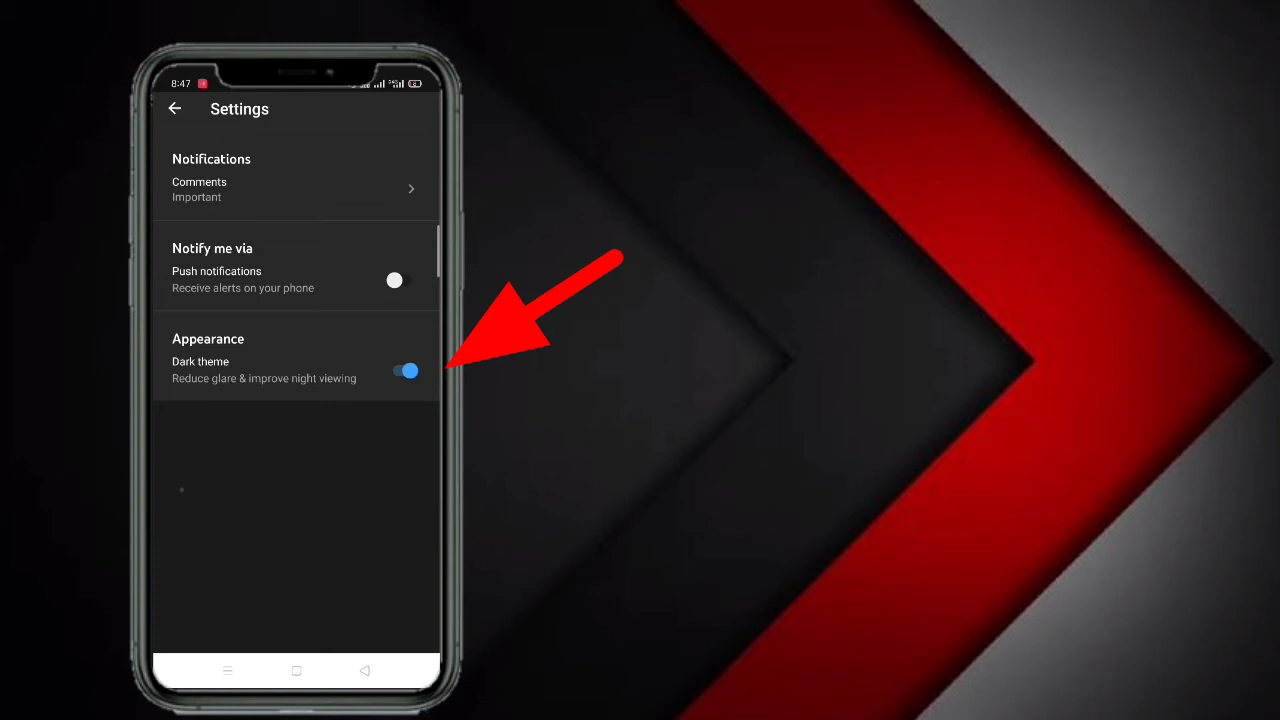 8:47
Settings
Notifications
Comments
Important
Notify me via
Push notifications
Receive alerts on your phone
Appearance
Dark theme
Reduce glare & improve night viewing